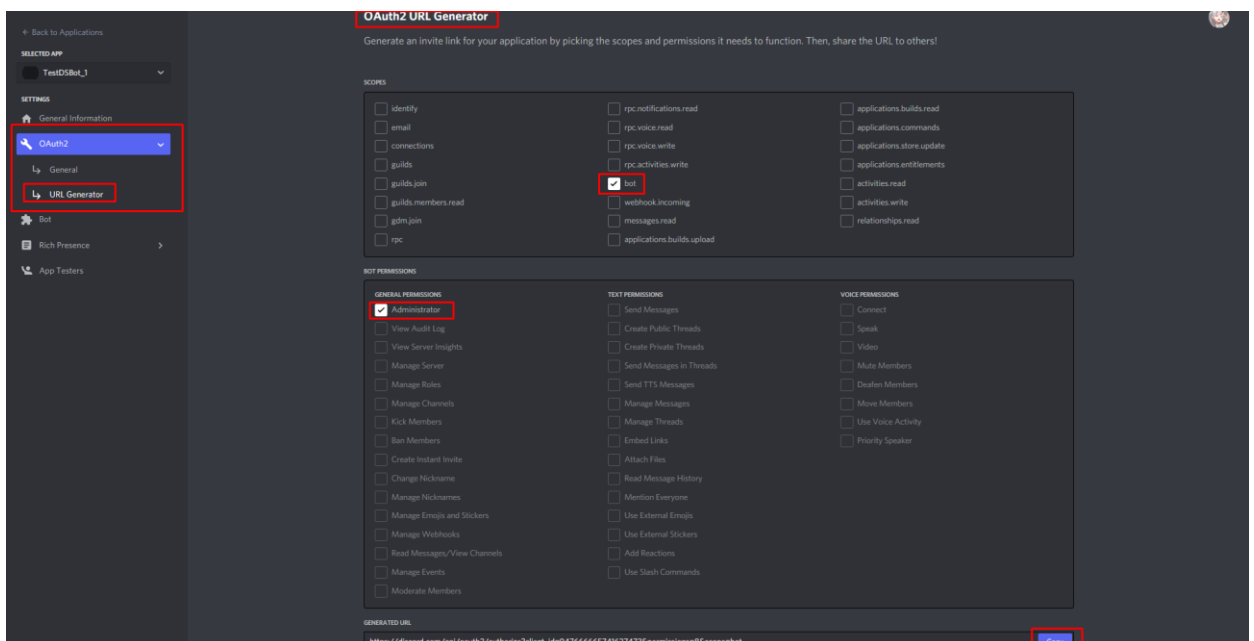 ← Back to Applications
SELECTED APP
TestDSBot_1
SETTINGS
General Information
OAuth2
General
URL Generator
Bot
Rich Presence
App Testers
OAuth2 URL Generator
Generate an invite link for your application by picking the scopes and permissions it needs to function. Then, share the URL to others!
SCOPES
identify
email
connections
guilds
guilds.join
guilds.members.read
gdm.join
rpc
rpc.notifications.read
rpc.voice.read
rpc.voice.write
rpc.activities.write
bot
webhook.incoming
messages.read
applications.builds.upload
applications.builds.read
applications.commands
applications.store.update
applications.entitlements
activities.read
activities.write
relationships.read
BOT PERMISSIONS
GENERAL PERMISSIONS
Administrator
View Audit Log
View Server Insights
Manage Server
Manage Roles
Manage Channels
Kick Members
Ban Members
Create Instant Invite
Change Nickname
Manage Nicknames
Manage Emojis and Stickers
Manage Webhooks
Read Messages/View Channels
Manage Events
Moderate Members
TEXT PERMISSIONS
Send Messages
Create Public Threads
Create Private Threads
Send Messages in Threads
Send TTS Messages
Manage Messages
Manage Threads
Embed Links
Attach Files
Read Message History
Mention Everyone
Use External Emojis
Use External Stickers
Add Reactions
Use Slash Commands
VOICE PERMISSIONS
Connect
Speak
Video
Mute Members
Deafen Members
Move Members
Use Voice Activity
Priority Speaker
GENERATED URL
Copy